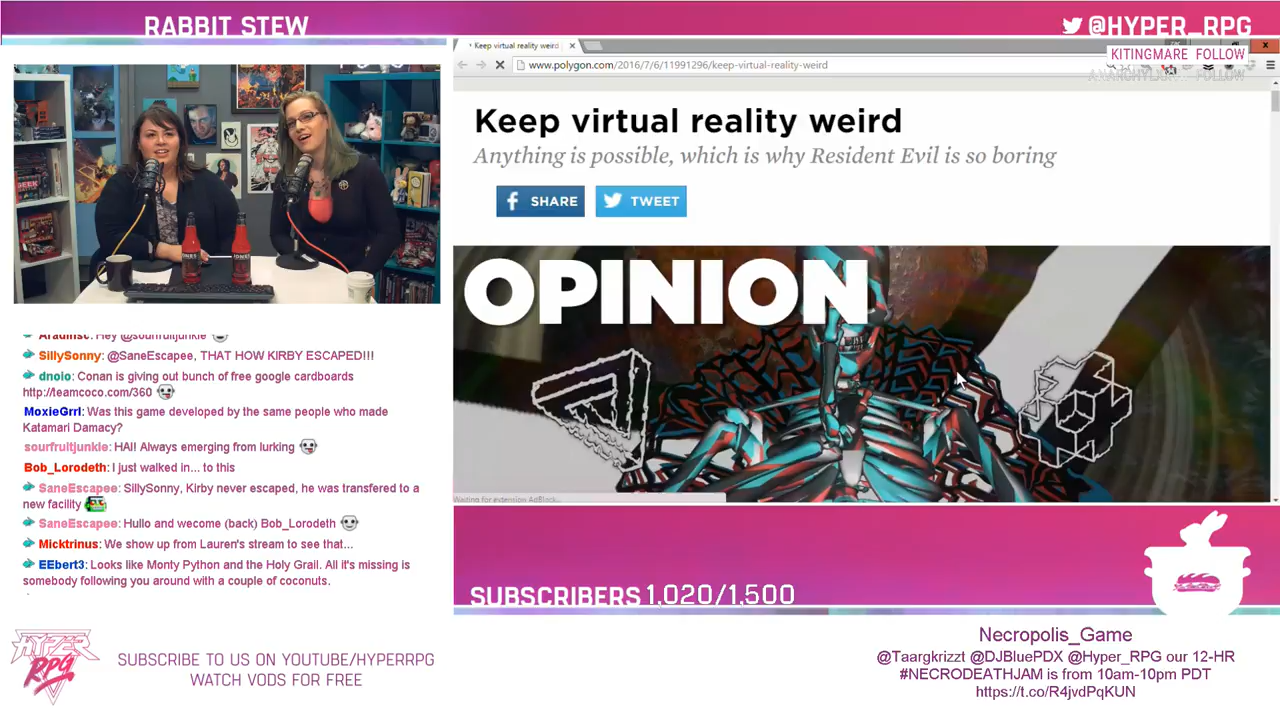 RABBIT STEW
@HYPER_RPG
KITINGMARE FOLLOW
Keep virtual reality weird
www.polygon.com/2016/7/6/11991296/keep-virtual-reality-weird
Keep virtual reality weird
Anything is possible, which is why Resident Evil is so boring
SHARE
TWEET
OPINION
Waiting for extension AdBlock...
Aradinsc: Hey @sourfruitjunkie
SillySonny: @SaneEscapee, THAT HOW KIRBY ESCAPED!!!
dnoio: Conan is giving out bunch of free google cardboards
http://teamcoco.com/360
MoxieGrrl: Was this game developed by the same people who made
Katamari Damacy?
sourfruitjunkie: HAI! Always emerging from lurking
Bob_Lorodeth: I just walked in... to this
SaneEscapee: SillySonny, Kirby never escaped, he was transfered to a
new facility
SaneEscapee: Hullo and wecome (back) Bob_Lorodeth
Micktrinus: We show up from Lauren's stream to see that...
EEbert3: Looks like Monty Python and the Holy Grail. All it's missing is
somebody following you around with a couple of coconuts.
SUBSCRIBERS 1,020/1,500
HYPER
RPG
SUBSCRIBE TO US ON YOUTUBE/HYPERRPG
WATCH VODS FOR FREE
Necropolis_Game
@Taargkrizzt @DJBluePDX @Hyper_RPG our 12-HR
#NECRODEATHJAM is from 10am-10pm PDT
https://t.co/R4jvdPqKUN